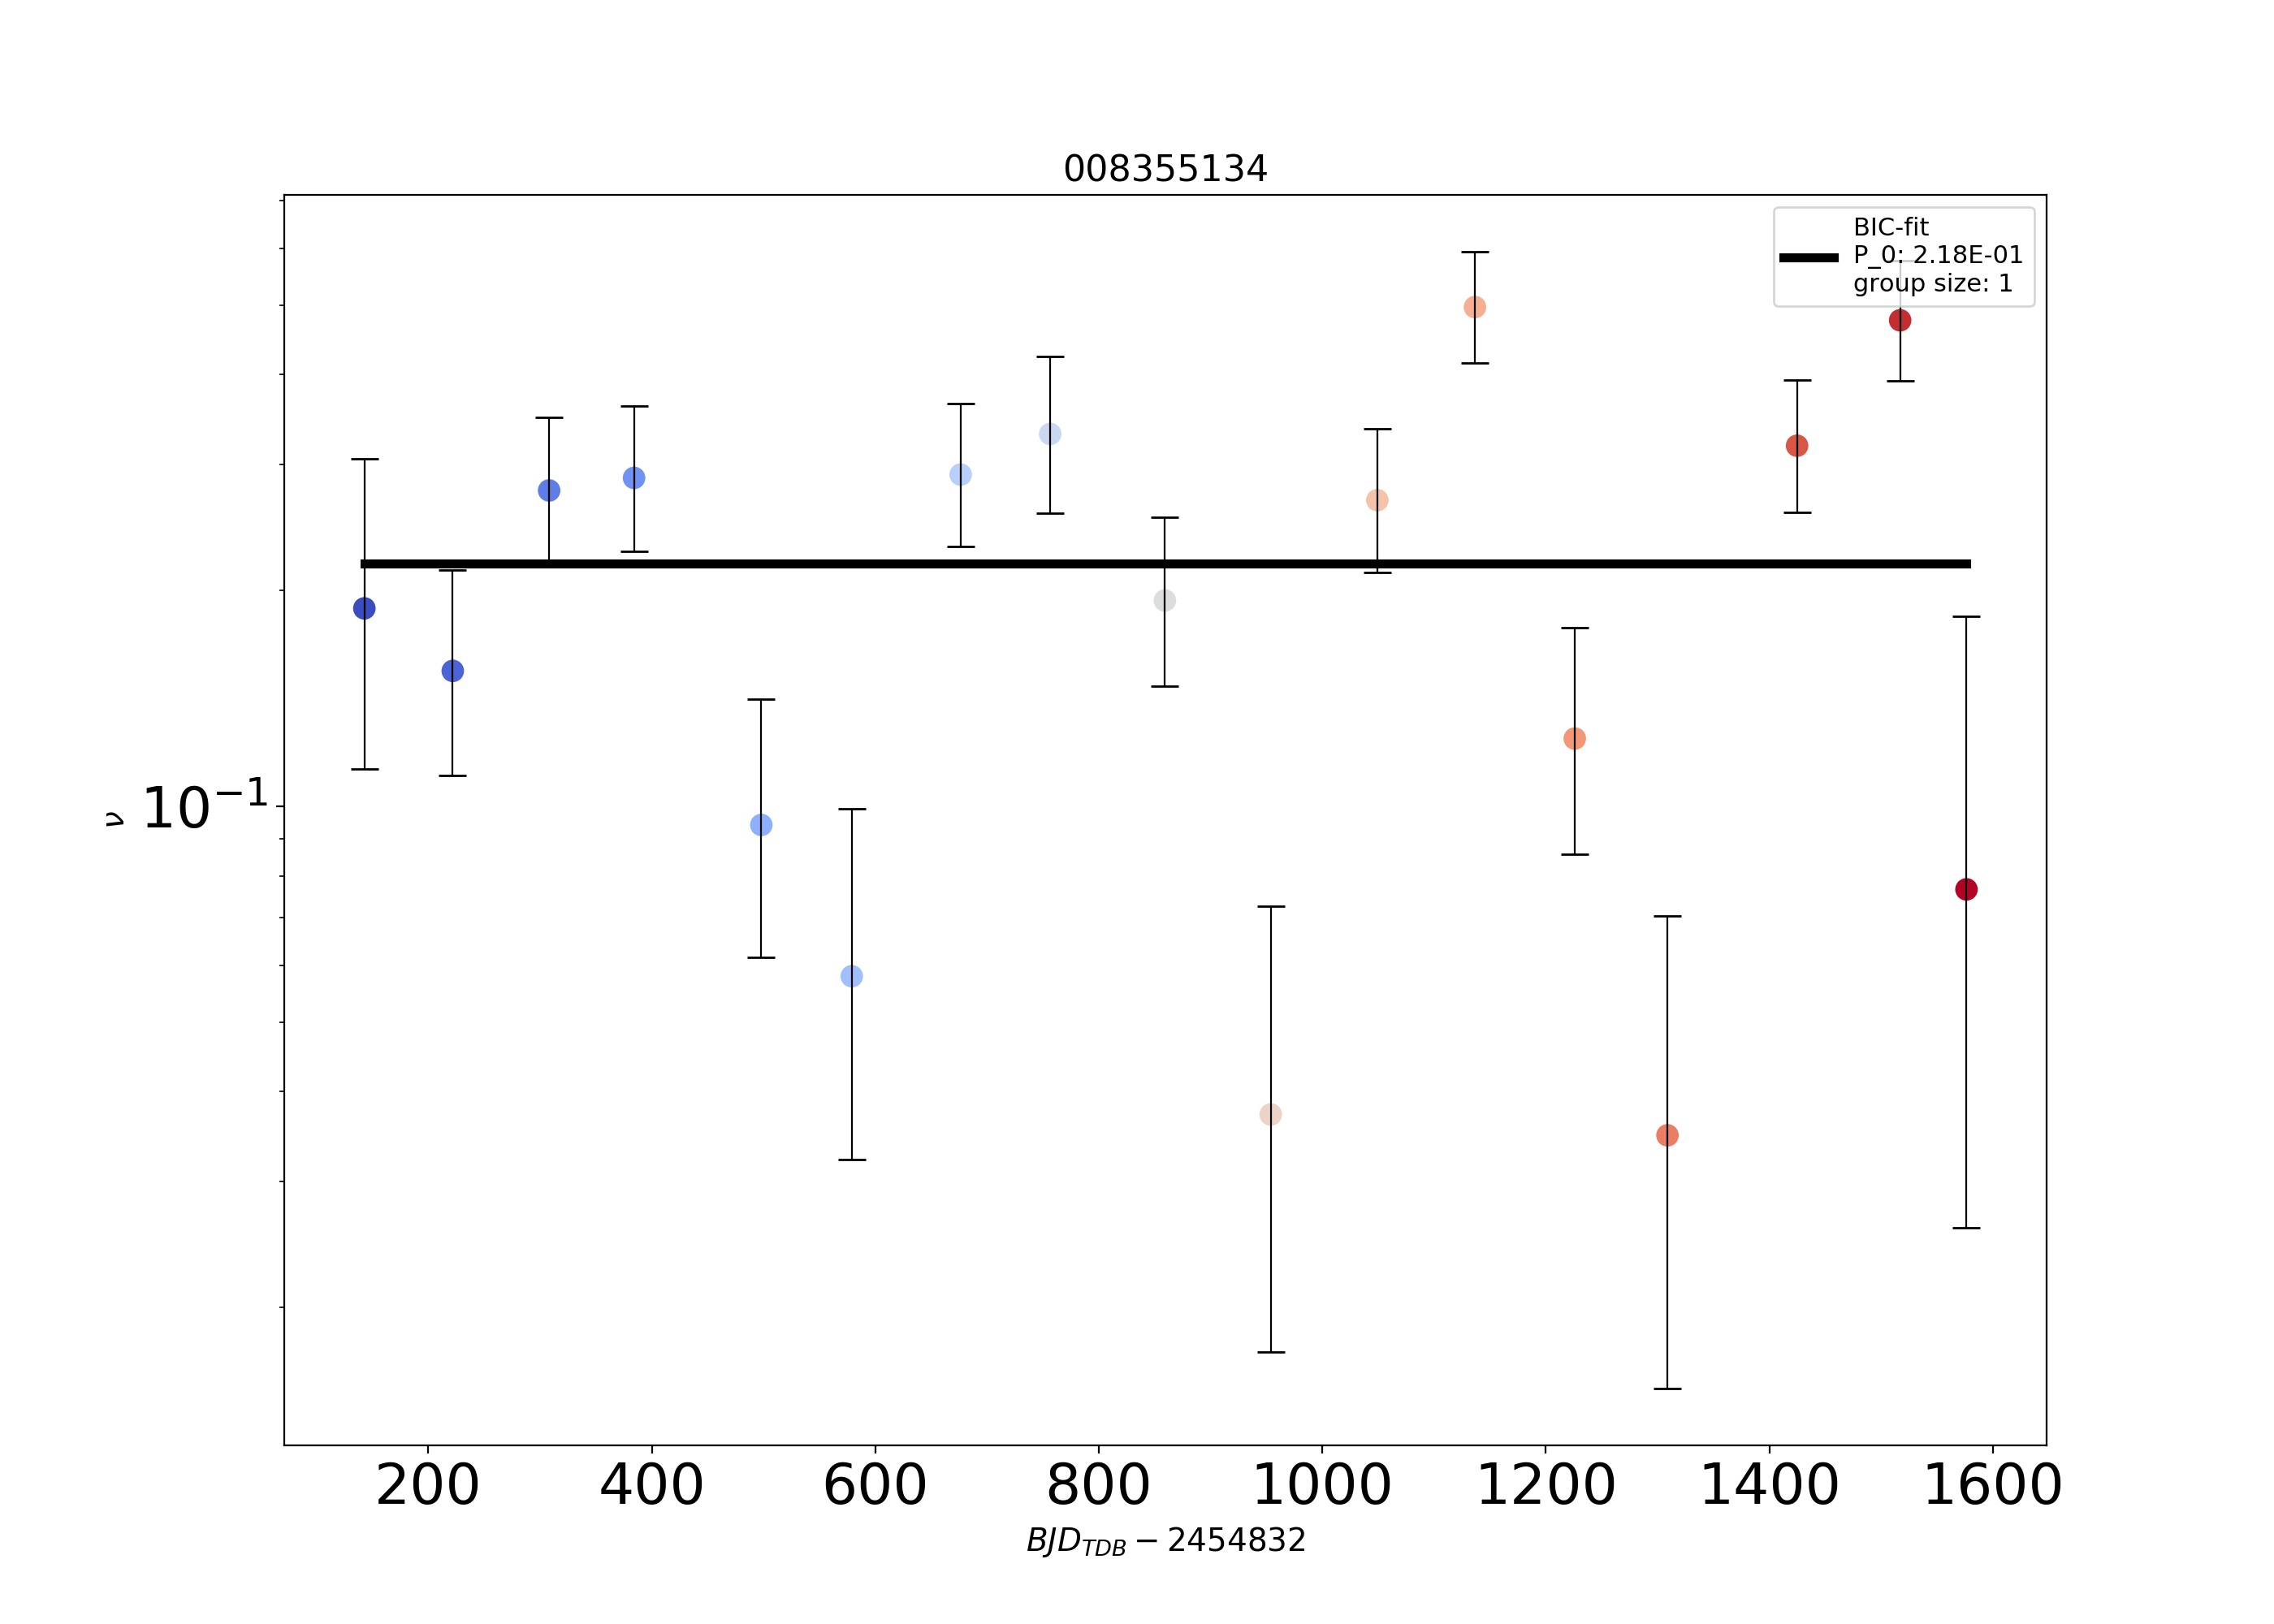 008355134
BIC-fit
P_0: 2.18E-01
group size: 1
ν
10⁻¹
200 400 600 800 1000 1200 1400 1600
BJD_TDB − 2454832